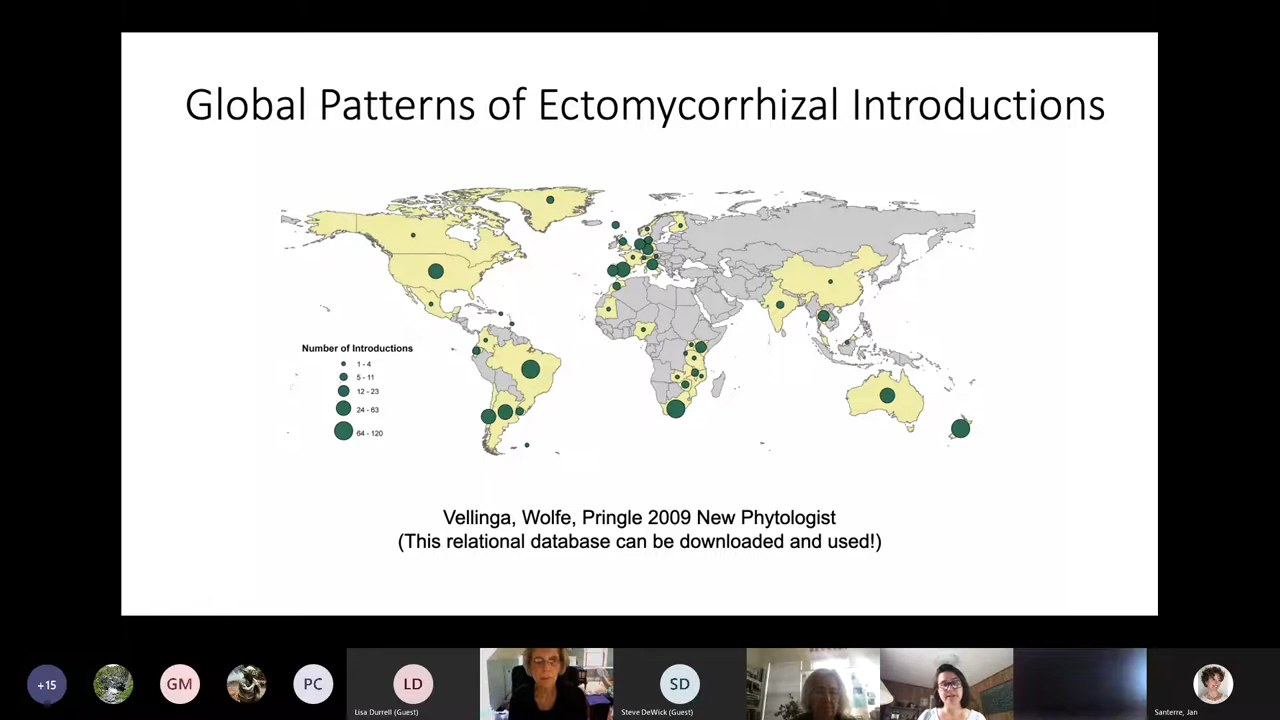 Global Patterns of Ectomycorrhizal Introductions
Number of Introductions
1 - 4
5 - 11
12 - 23
24 - 63
64 - 120
Vellinga, Wolfe, Pringle 2009 New Phytologist
(This relational database can be downloaded and used!)
+15
GM
PC
LD
Lisa Durrell (Guest)
SD
Steve DeWick (Guest)
Santerre, Jan